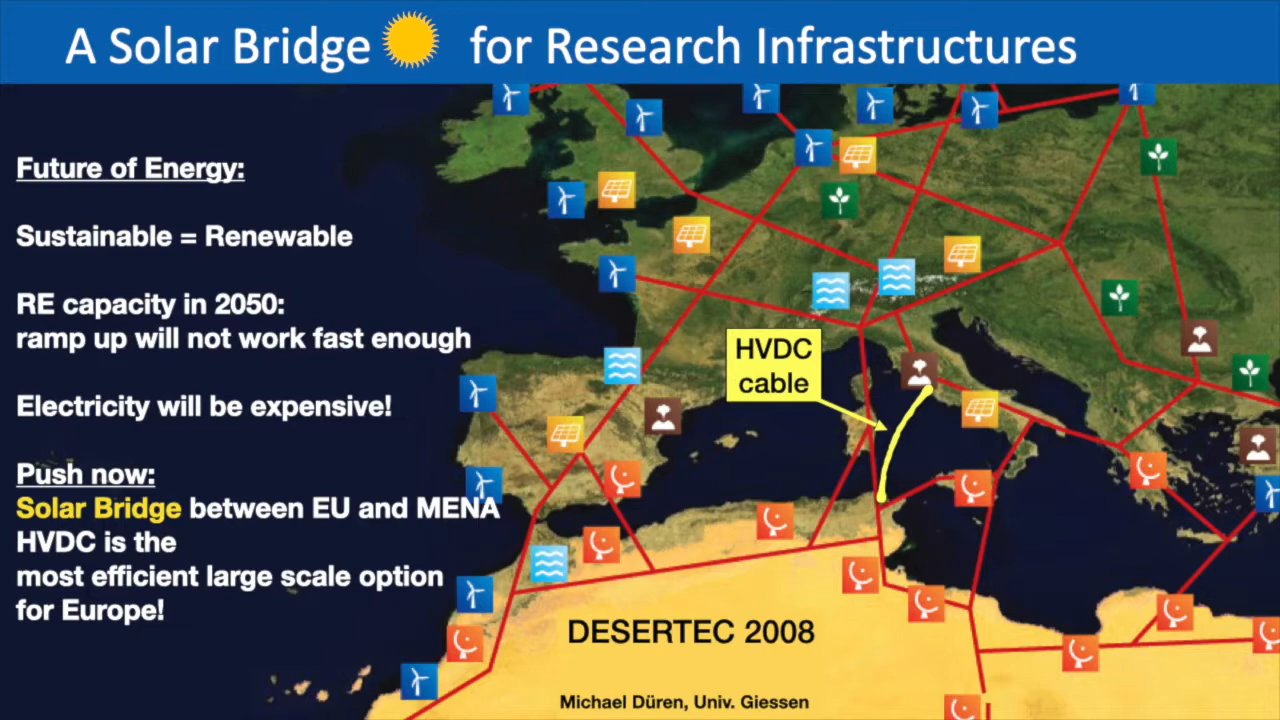 A Solar Bridge for Research Infrastructures
Future of Energy:
Sustainable = Renewable
RE capacity in 2050:
ramp up will not work fast enough
Electricity will be expensive!
Push now:
Solar Bridge between EU and MENA
HVDC is the
most efficient large scale option
for Europe!
HVDC
cable
DESERTEC 2008
Michael Düren, Univ. Giessen